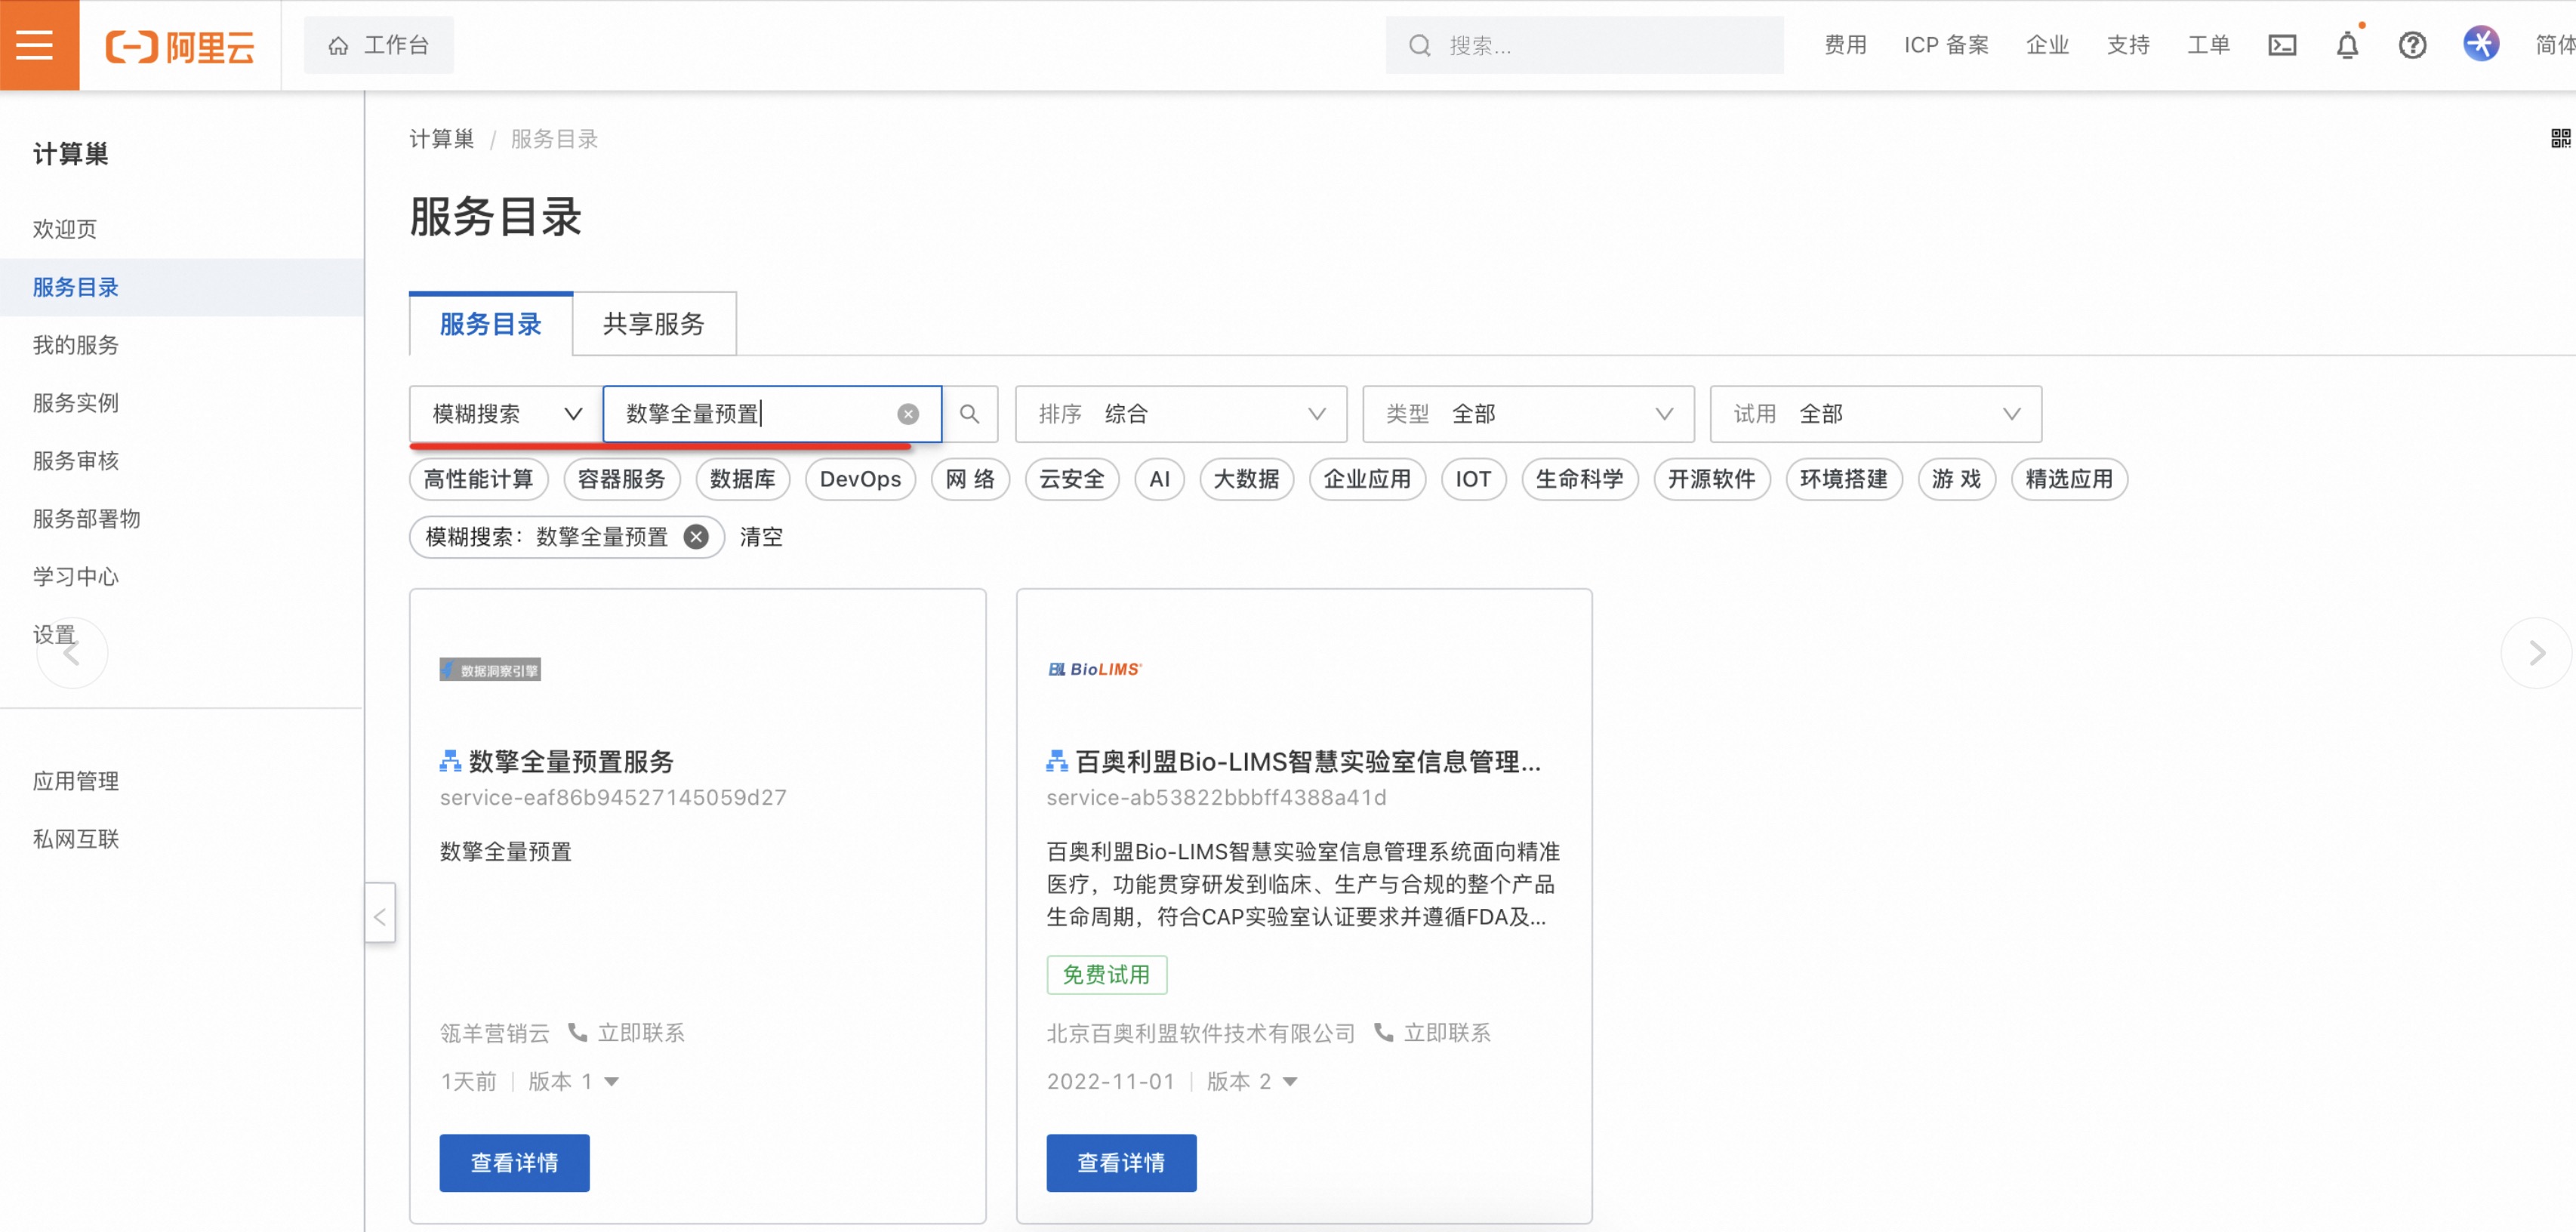 阿里云
工作台
搜索...
费用
ICP 备案
企业
支持
工单
简体
计算巢
欢迎页
服务目录
我的服务
服务实例
服务审核
服务部署物
学习中心
设置
应用管理
私网互联
计算巢 / 服务目录
服务目录
服务目录
共享服务
模糊搜索
数擎全量预置
排序 综合
类型 全部
试用 全部
高性能计算
容器服务
数据库
DevOps
网 络
云安全
AI
大数据
企业应用
IOT
生命科学
开源软件
环境搭建
游 戏
精选应用
模糊搜索：数擎全量预置
清空
数据洞察引擎
数擎全量预置服务
service-eaf86b94527145059d27
数擎全量预置
瓴羊营销云 立即联系
1天前 | 版本 1
查看详情
BioLIMS
百奥利盟Bio-LIMS智慧实验室信息管理...
service-ab53822bbbff4388a41d
百奥利盟Bio-LIMS智慧实验室信息管理系统面向精准
医疗，功能贯穿研发到临床、生产与合规的整个产品
生命周期，符合CAP实验室认证要求并遵循FDA及...
免费试用
北京百奥利盟软件技术有限公司 立即联系
2022-11-01 | 版本 2
查看详情